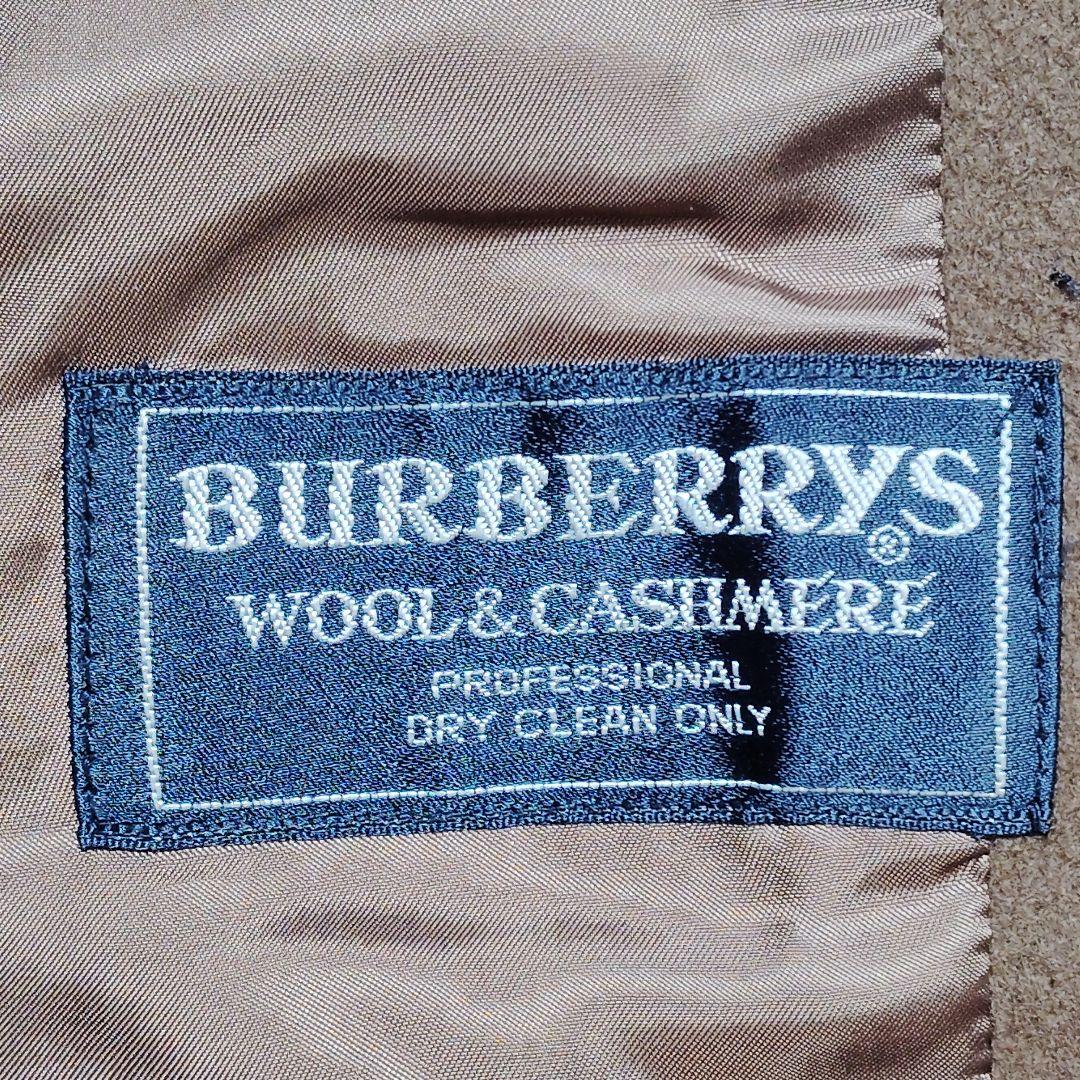 BURBERRYS®
WOOL & CASHMERE
PROFESSIONAL
DRY CLEAN ONLY